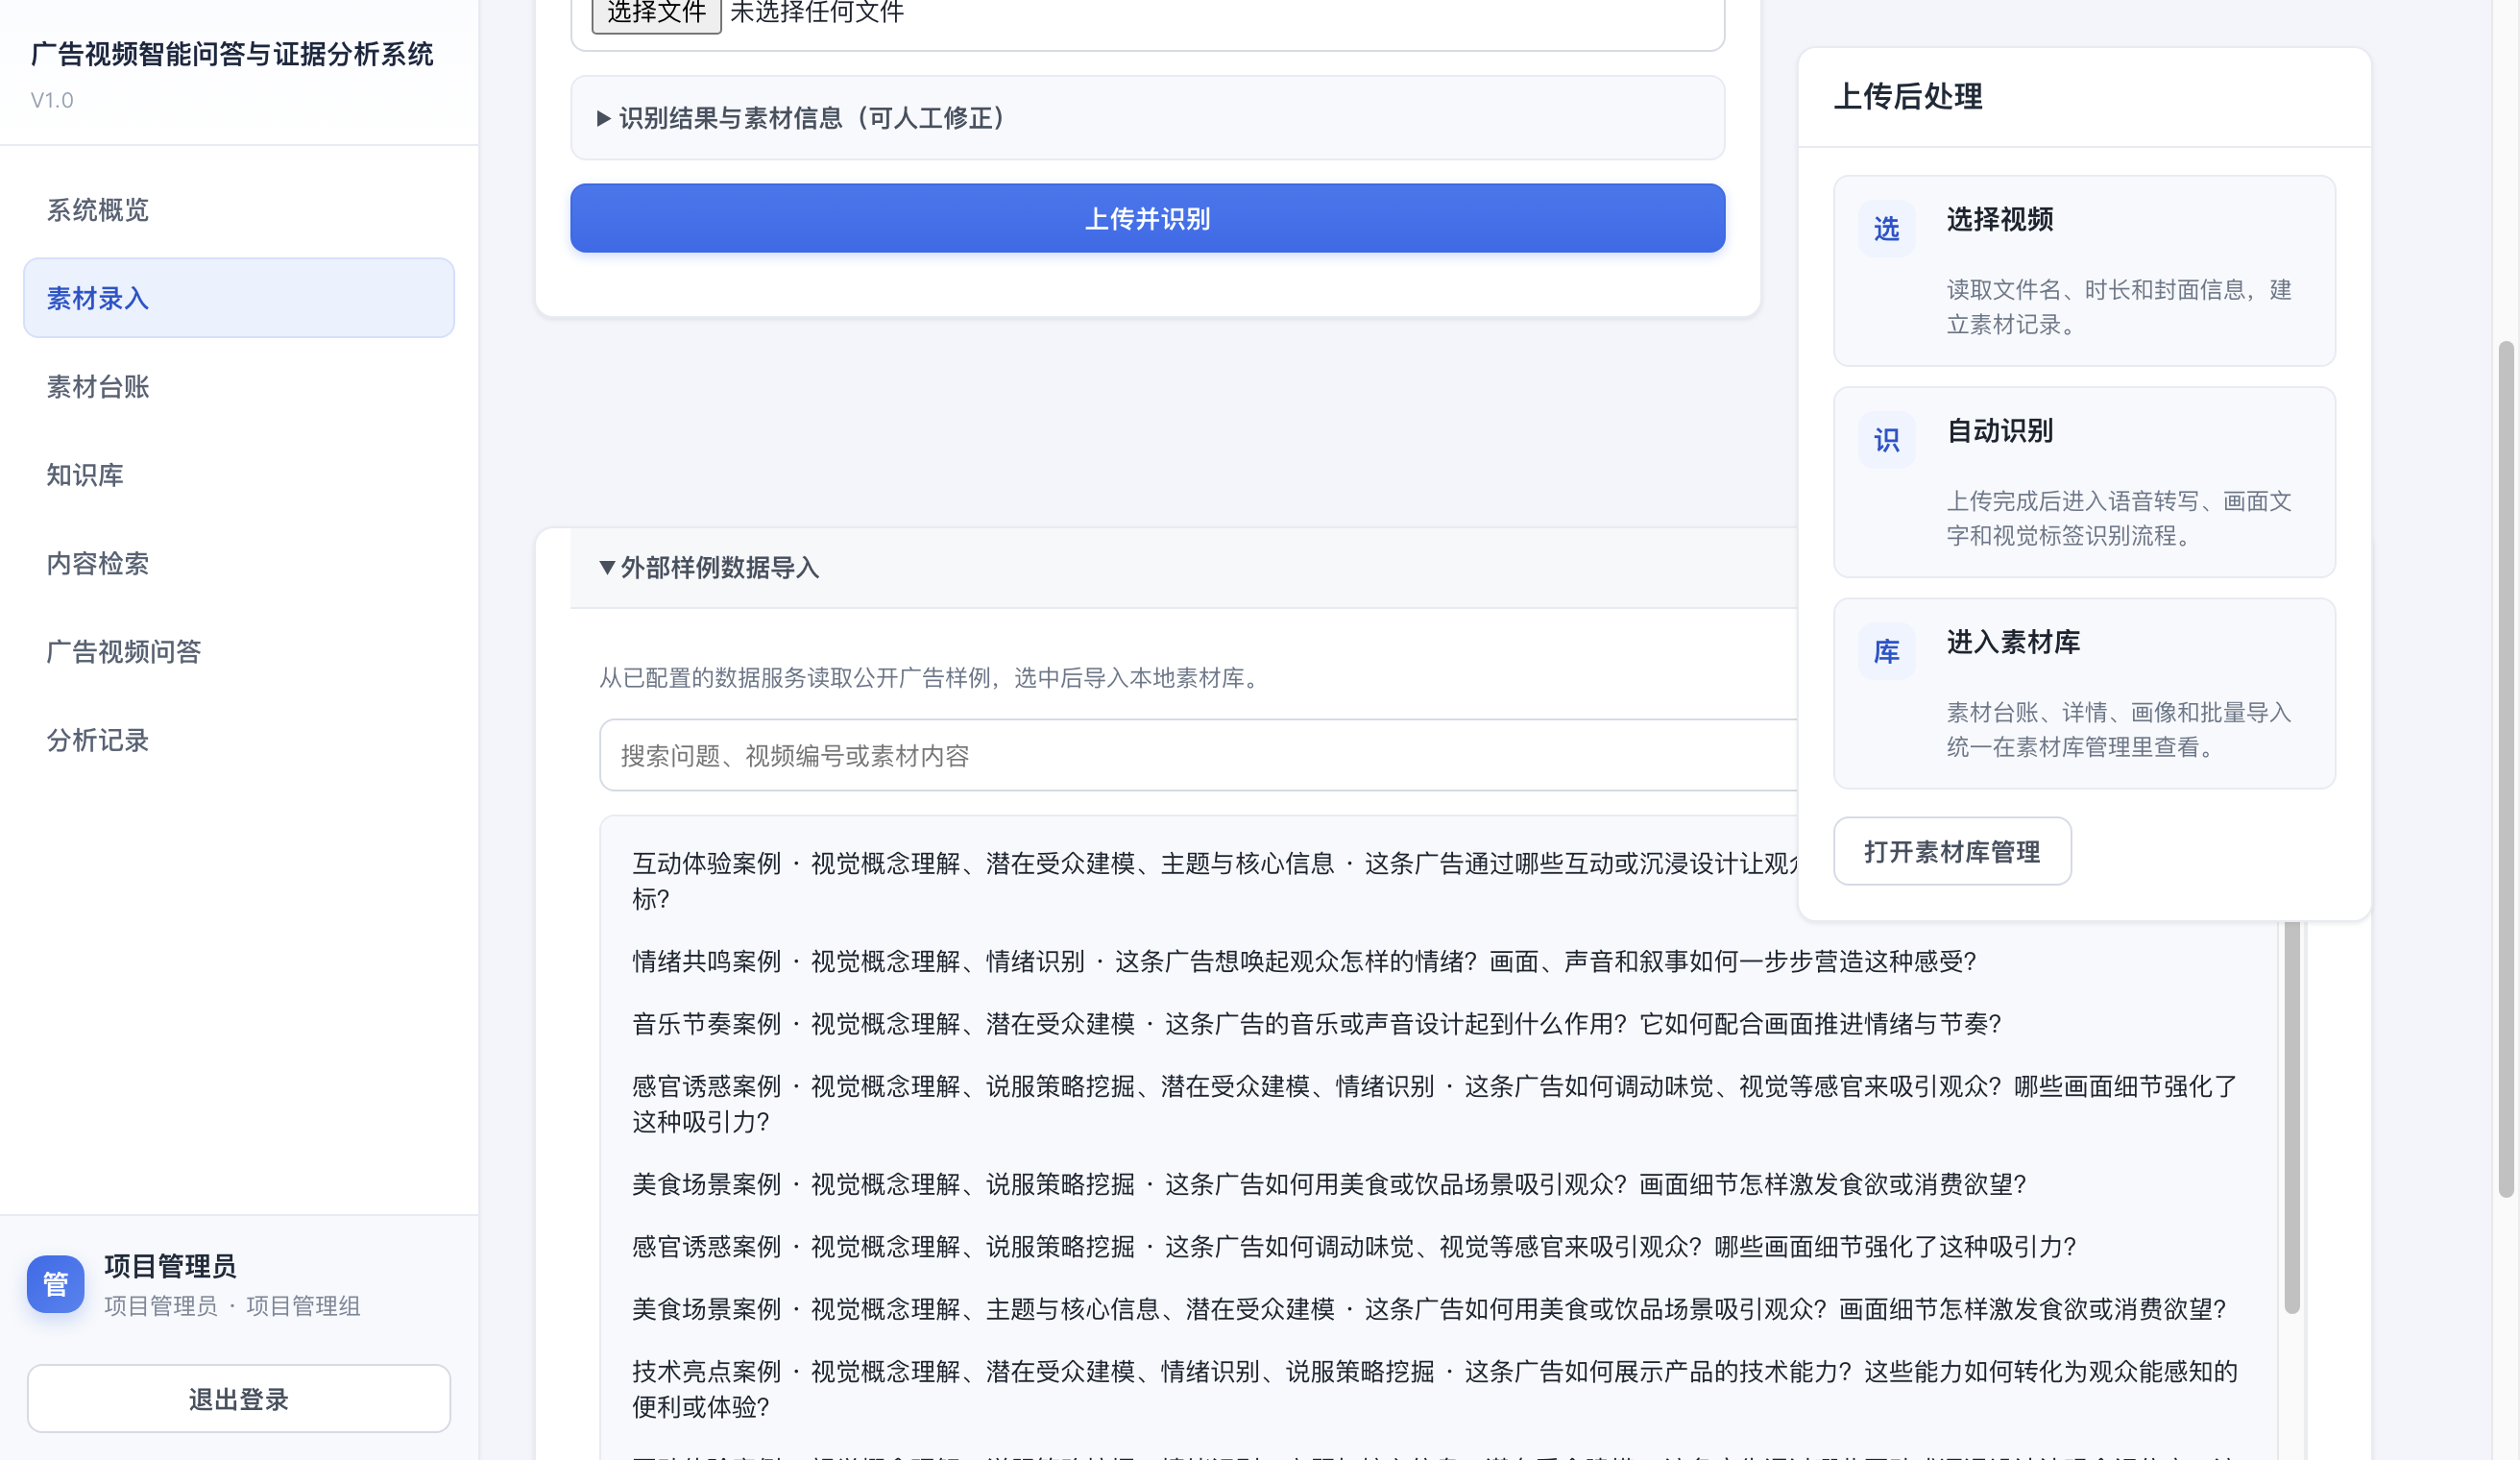 广告视频智能问答与证据分析系统
V1.0
系统概览
素材录入
素材台账
知识库
内容检索
广告视频问答
分析记录
管
项目管理员
项目管理员 · 项目管理组
退出登录
选择文件 未选择任何文件
▶ 识别结果与素材信息（可人工修正）
上传并识别
▼外部样例数据导入
从已配置的数据服务读取公开广告样例，选中后导入本地素材库。
搜索问题、视频编号或素材内容
互动体验案例 · 视觉概念理解、潜在受众建模、主题与核心信息 · 这条广告通过哪些互动或沉浸设计让观
标？
情绪共鸣案例 · 视觉概念理解、情绪识别 · 这条广告想唤起观众怎样的情绪？画面、声音和叙事如何一步步营造这种感受？
音乐节奏案例 · 视觉概念理解、潜在受众建模 · 这条广告的音乐或声音设计起到什么作用？它如何配合画面推进情绪与节奏？
感官诱惑案例 · 视觉概念理解、说服策略挖掘、潜在受众建模、情绪识别 · 这条广告如何调动味觉、视觉等感官来吸引观众？哪些画面细节强化了
这种吸引力？
美食场景案例 · 视觉概念理解、说服策略挖掘 · 这条广告如何用美食或饮品场景吸引观众？画面细节怎样激发食欲或消费欲望？
感官诱惑案例 · 视觉概念理解、说服策略挖掘 · 这条广告如何调动味觉、视觉等感官来吸引观众？哪些画面细节强化了这种吸引力？
美食场景案例 · 视觉概念理解、主题与核心信息、潜在受众建模 · 这条广告如何用美食或饮品场景吸引观众？画面细节怎样激发食欲或消费欲望？
技术亮点案例 · 视觉概念理解、潜在受众建模、情绪识别、说服策略挖掘 · 这条广告如何展示产品的技术能力？这些能力如何转化为观众能感知的
便利或体验？
上传后处理
选
选择视频
读取文件名、时长和封面信息，建
立素材记录。
识
自动识别
上传完成后进入语音转写、画面文
字和视觉标签识别流程。
库
进入素材库
素材台账、详情、画像和批量导入
统一在素材库管理里查看。
打开素材库管理